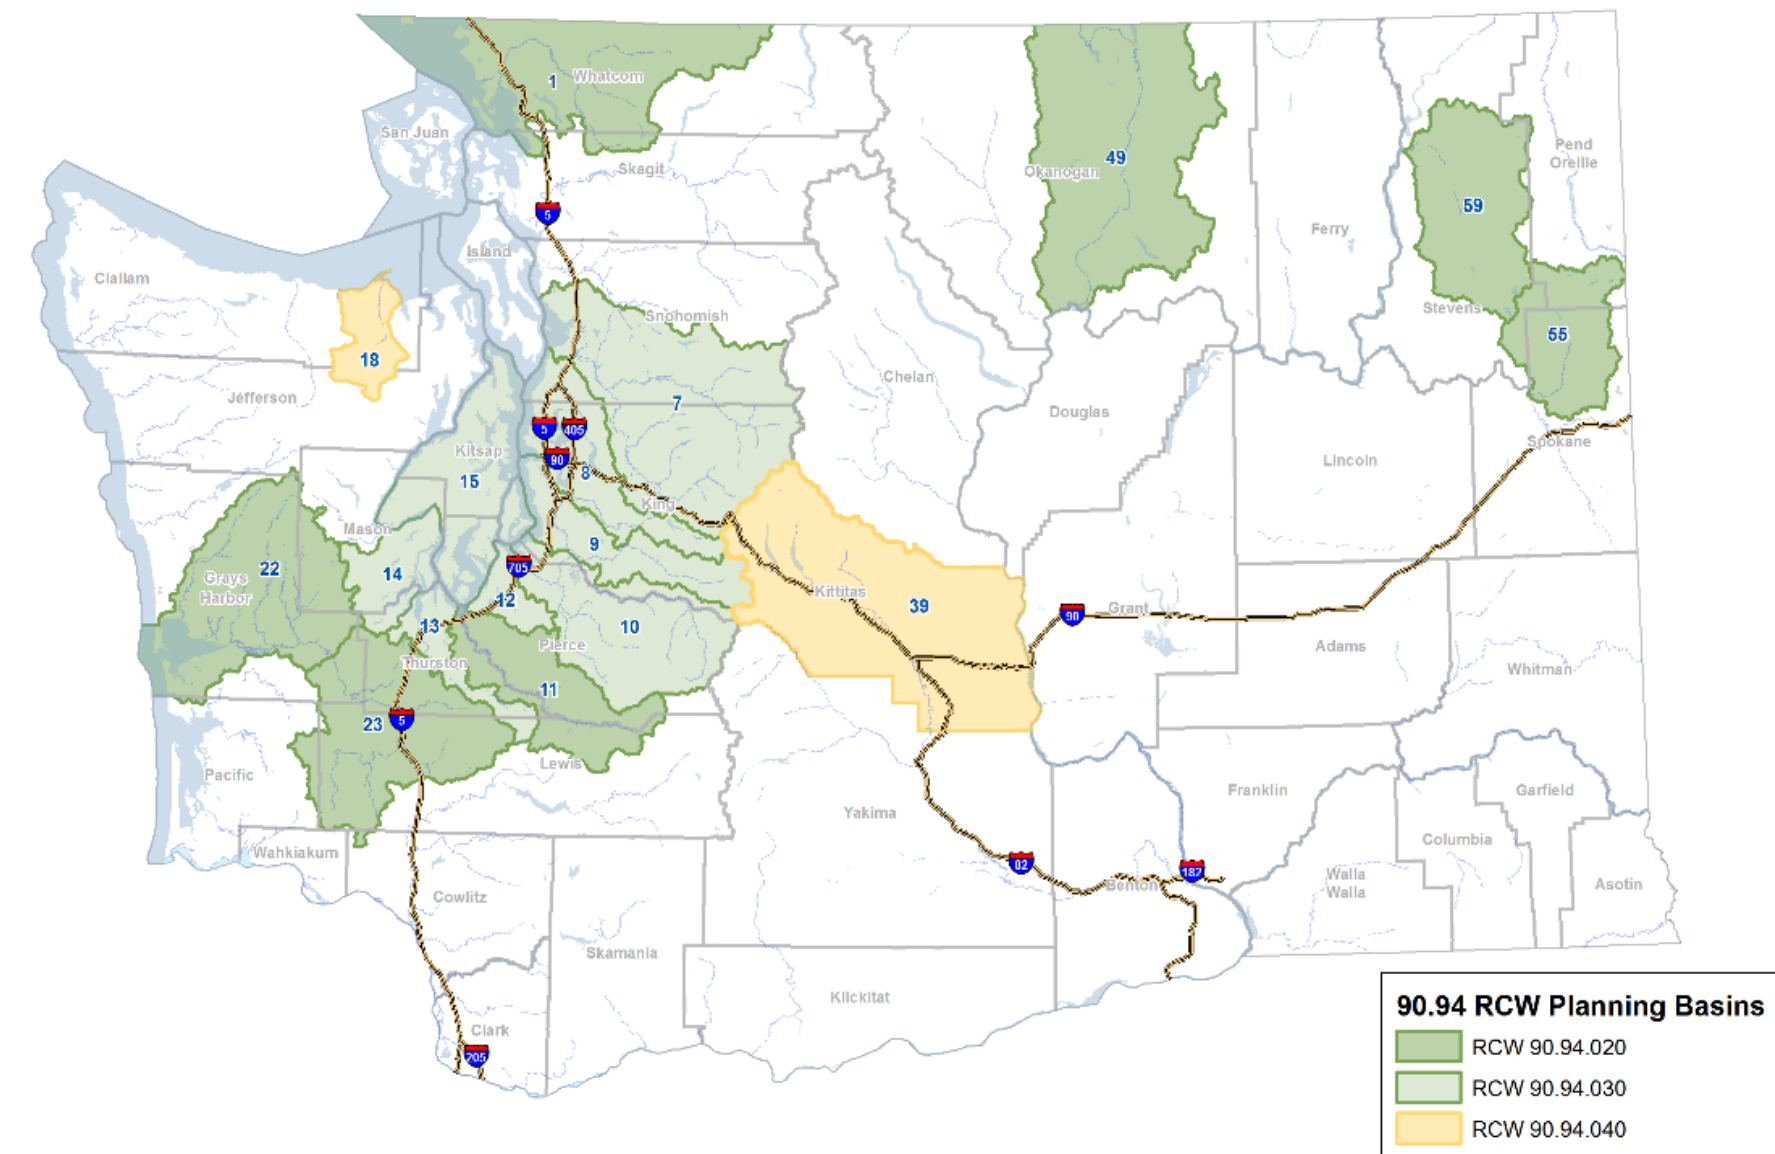 1
Whatcom
San Juan
Skagit
5
Island
Clallam
18
Jefferson
Snohomish
7
5
405
90
8
Kitsap
15
King
Mason
9
14
705
22
Grays
Harbor
12
13
10
Thurston
Pierce
11
23
5
Lewis
Pacific
Wahkiakum
Cowlitz
Skamania
Clark
205
Klickitat
Yakima
Kittitas
39
Chelan
Douglas
Okanogan
49
Ferry
59
Pend
Oreille
Stevens
55
Spokane
Lincoln
90
Grant
Adams
Whitman
Franklin
82
182
Benton
Walla
Walla
Columbia
Garfield
Asotin
90.94 RCW Planning Basins
RCW 90.94.020
RCW 90.94.030
RCW 90.94.040